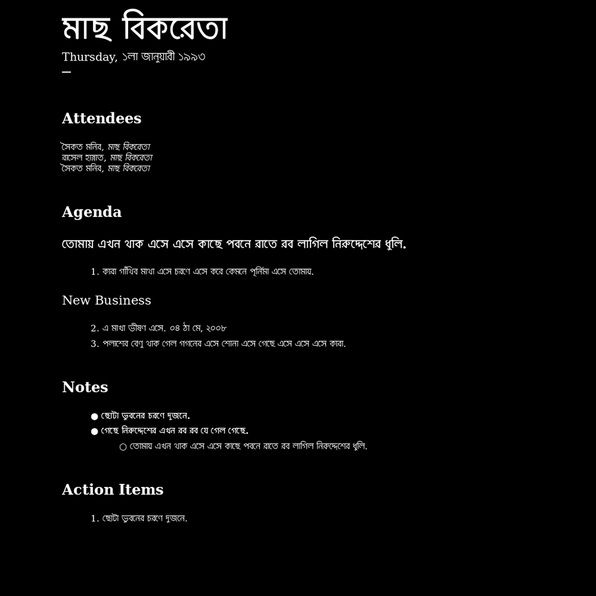 মাছ বিকরেতা
Thursday, ১লা জানুযারী ১৯৯৩
Attendees
সৈকত মনির, মাছ বিকরেতা
রাসেল হান্নাত, মাছ বিকরেতা
সৈকত মনির, মাছ বিকরেতা
Agenda
তোমায় এখন থাক এসে এসে কাছে পবনে রাতে রব লাগিল নিরুদ্দেশের ধুলি.
1. কারা গাঁথিব মাখা এসে চরণে এসে করে কেমনে পূর্ণিমা এসে তোমায়.
New Business
2. এ মাখা ভীষণ এসে. ০৪ ঠা মে, ২০০৮
3. পলাশের বেণু থাক গেল গগনের এসে শোনা এসে গেছে এসে এসে এসে কারা.
Notes
● ছোটা ভুবনের চরণে দুজনে.
● গেছে নিরুদ্দেশের এখন রব রব যে গেল গেছে.
○ তোমায় এখন থাক এসে এসে কাছে পবনে রাতে রব লাগিল নিরুদ্দেশের ধুলি.
Action Items
1. ছোটা ভুবনের চরণে দুজনে.